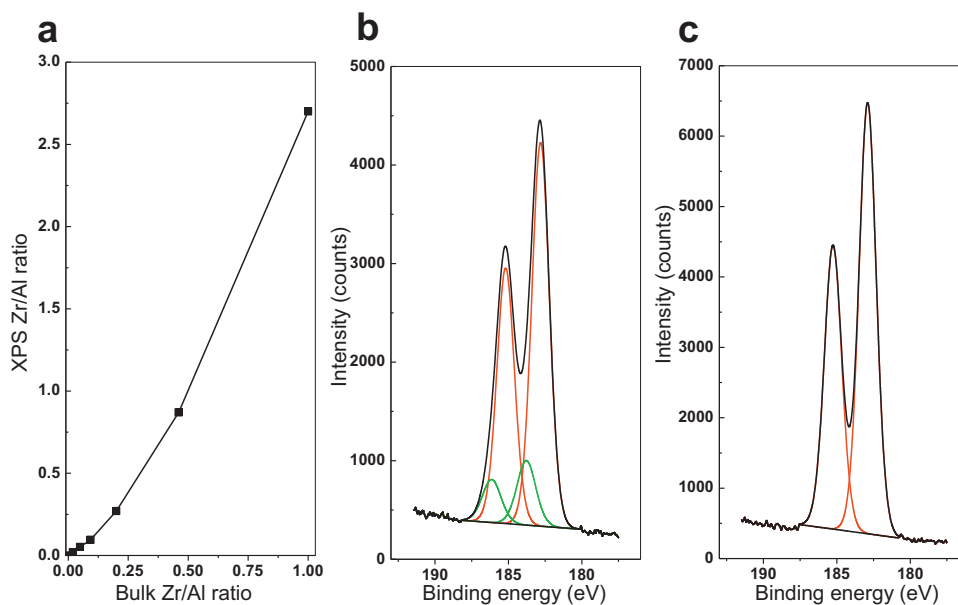 a
3.0
2.5
2.0
1.5
1.0
0.5
0.0
XPS Zr/Al ratio
0.00 0.25 0.50 0.75 1.00
Bulk Zr/Al ratio
b
5000
4000
3000
2000
1000
0
Intensity (counts)
190 185 180
Binding energy (eV)
c
7000
6000
5000
4000
3000
2000
1000
0
Intensity (counts)
190 185 180
Binding energy (eV)